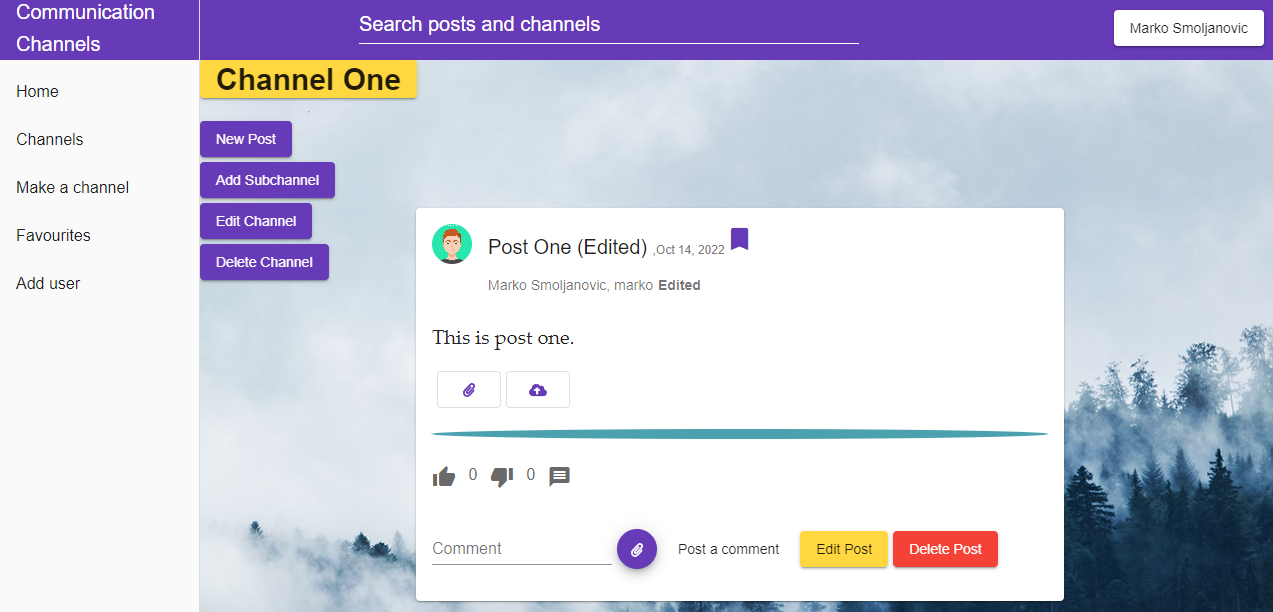 Communication
Channels
Search posts and channels
Marko Smoljanovic
Home
Channels
Make a channel
Favourites
Add user
Channel One
New Post
Add Subchannel
Edit Channel
Delete Channel
Post One (Edited) ,Oct 14, 2022
Marko Smoljanovic, marko Edited
This is post one.
0 0
Comment Post a comment Edit Post Delete Post